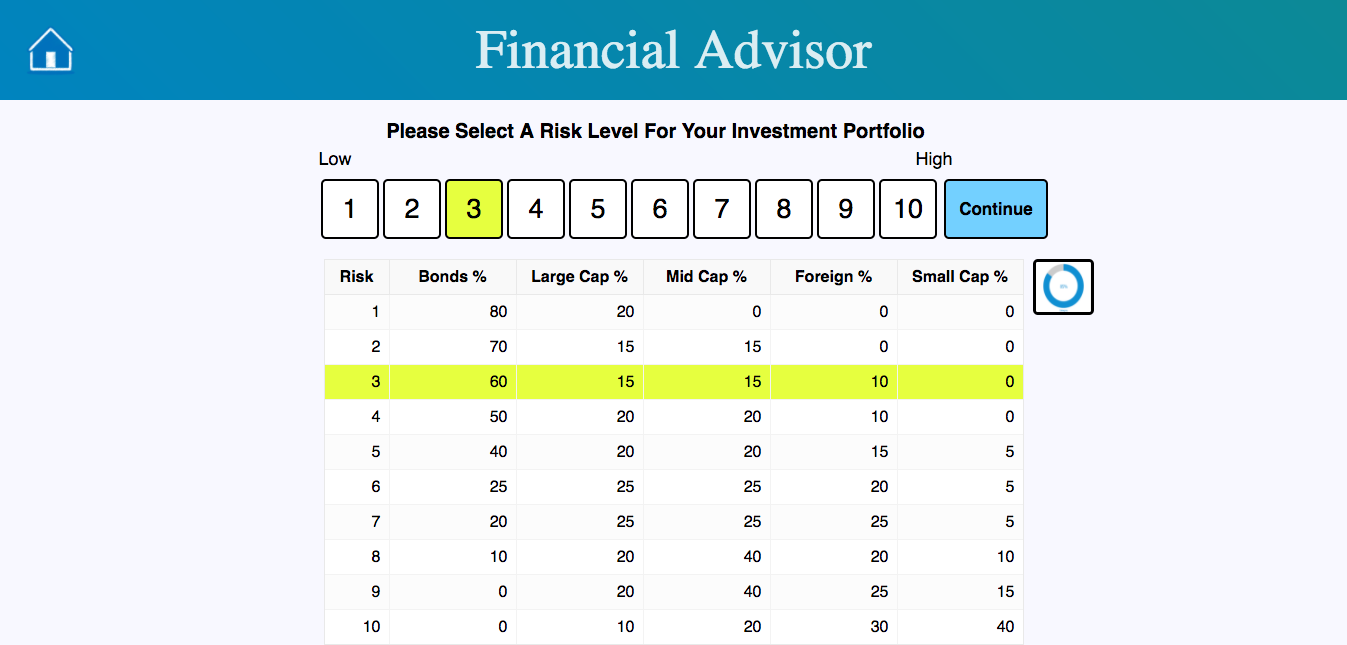 Financial Advisor
Please Select A Risk Level For Your Investment Portfolio
Low High
1 2 3 4 5 6 7 8 9 10 Continue
Risk Bonds % Large Cap % Mid Cap % Foreign % Small Cap %
1 80 20 0 0 0
2 70 15 15 0 0
3 60 15 15 10 0
4 50 20 20 10 0
5 40 20 20 15 5
6 25 25 25 20 5
7 20 25 25 25 5
8 10 20 40 20 10
9 0 20 40 25 15
10 0 10 20 30 40